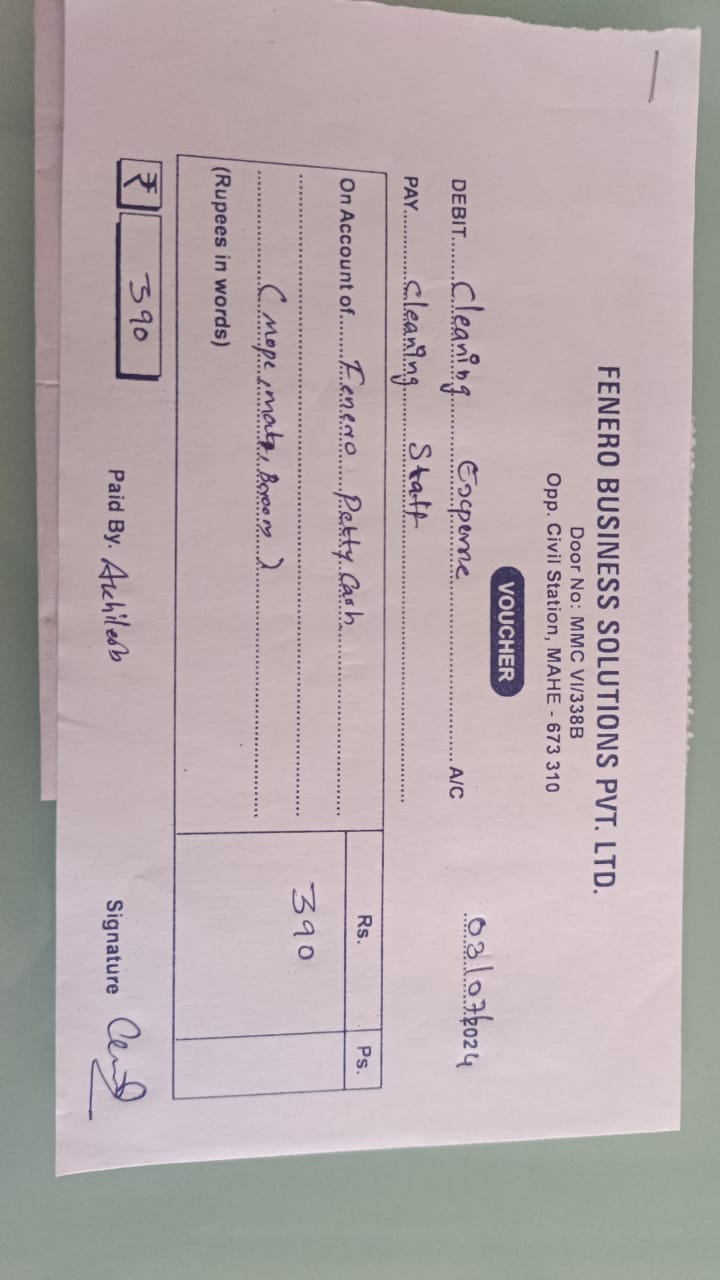 FENERO BUSINESS SOLUTIONS PVT. LTD.
Door No: MMC VI/338B
Opp. Civil Station, MAHE - 673 310
VOUCHER
03/07/2024
DEBIT........Cleaning Expense........A/C
PAY........Cleaning Staff........
Rs. Ps.
On Account of........Fenero Petty Cash........
390
(Mope, mats, Broom)
(Rupees in words)
₹ 390
Paid By. Signature